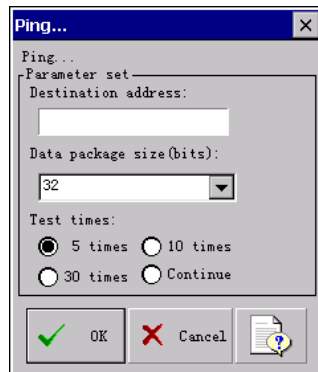 Ping...
Ping...
Parameter set
Destination address:
Data package size(bits):
32
Test times:
5 times 10 times
30 times Continue
OK Cancel